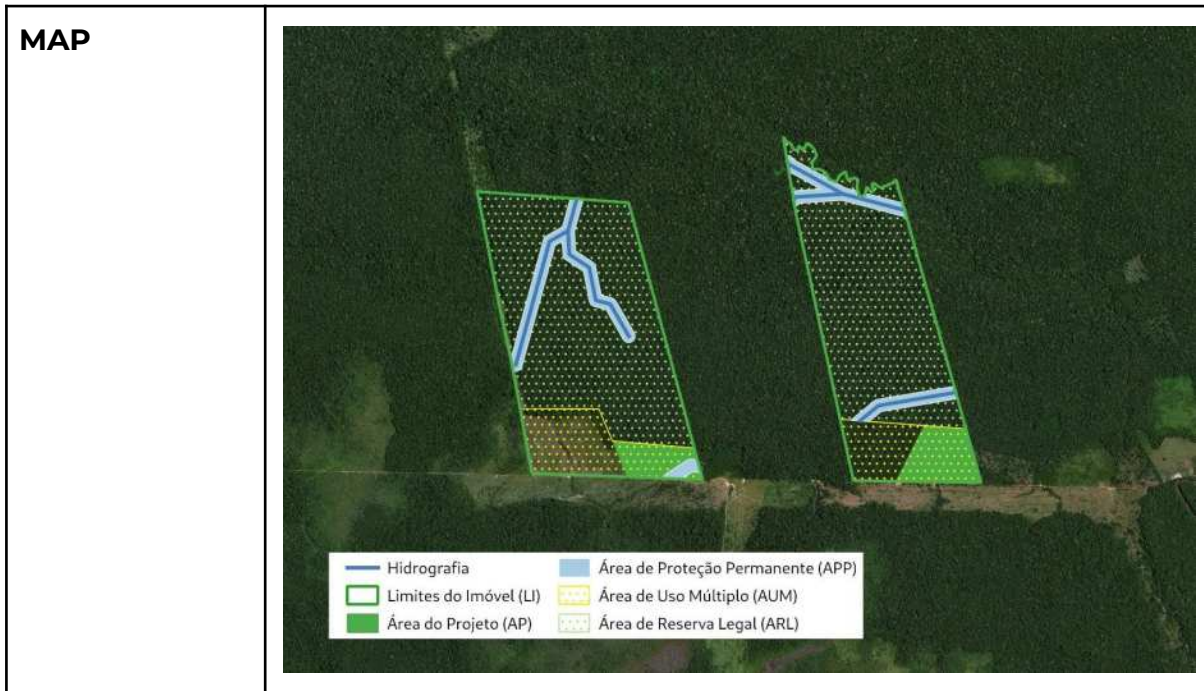 MAP
Hidrografia
Limites do Imóvel (LI)
Área do Projeto (AP)
Área de Proteção Permanente (APP)
Área de Uso Múltiplo (AUM)
Área de Reserva Legal (ARL)